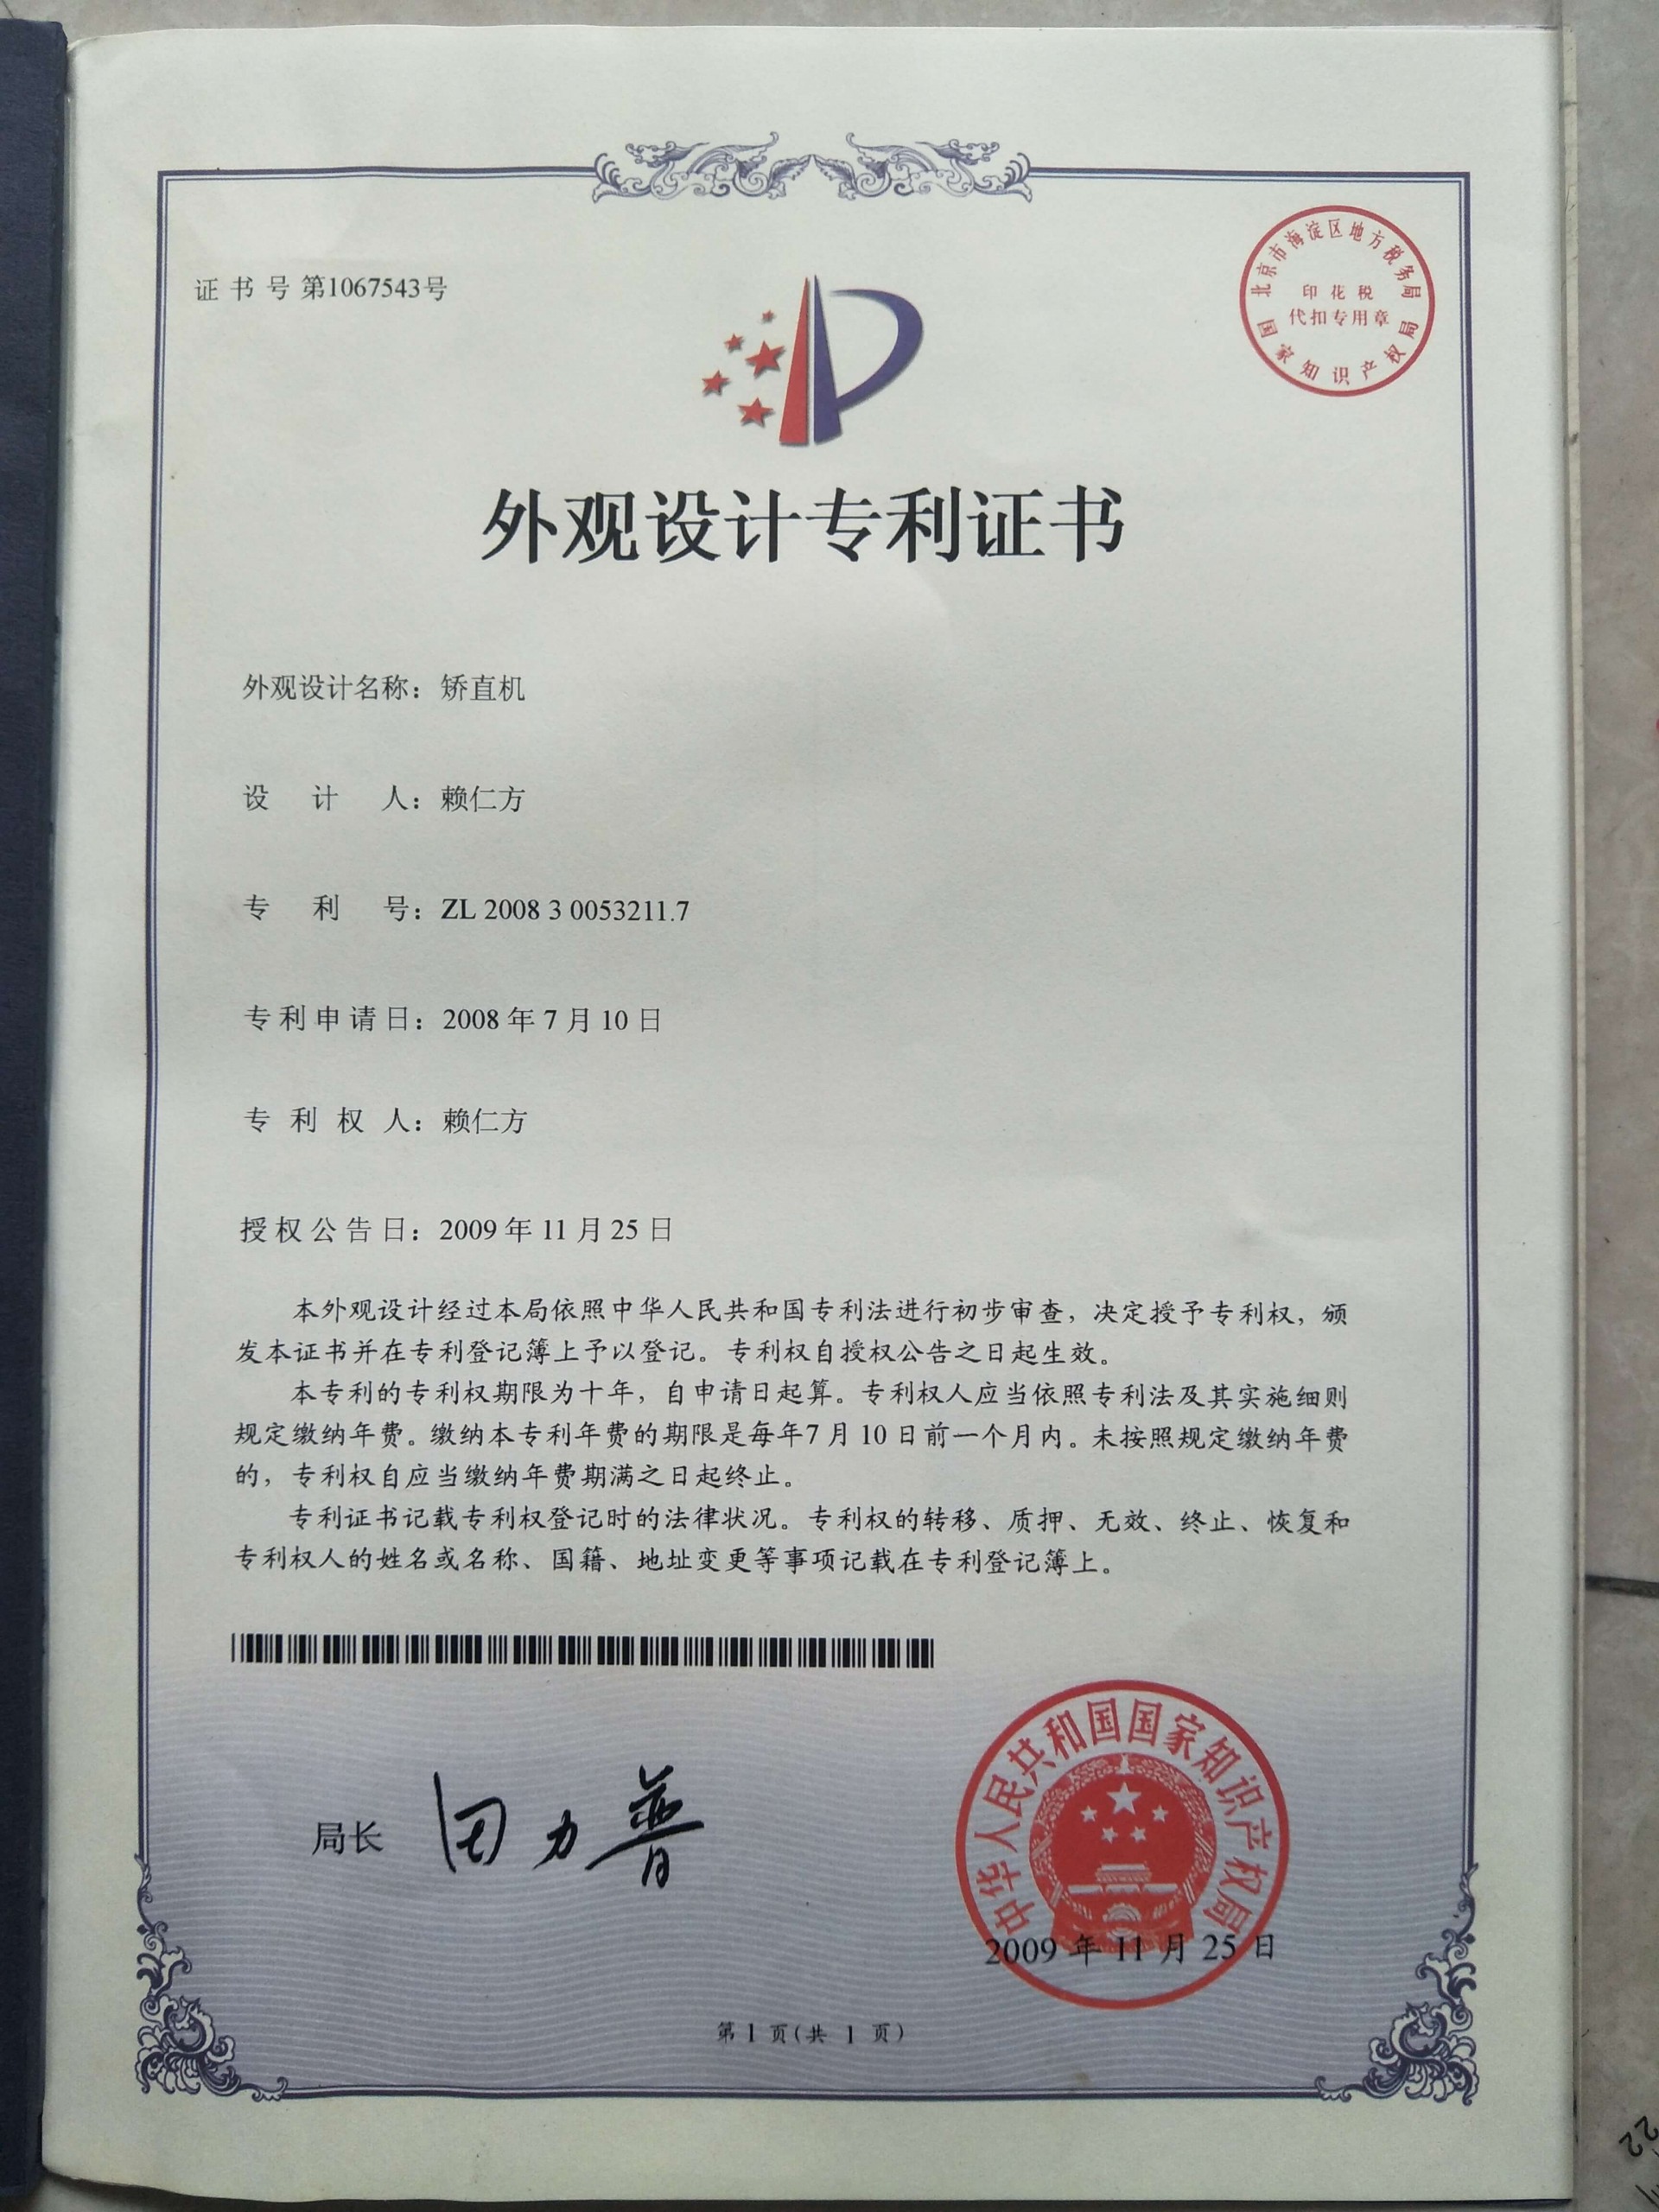 证书号第1067543号
北京市海淀区地方税务局
印花税
代扣专用章
国家知识产权局
外观设计专利证书
外观设计名称：矫直机
设计人：赖仁方
专利号：ZL 2008 3 0053211.7
专利申请日：2008年7月10日
专利权人：赖仁方
授权公告日：2009年11月25日
本外观设计经过本局依照中华人民共和国专利法进行初步审查，决定授予专利权，颁
发本证书并在专利登记簿上予以登记。专利权自授权公告之日起生效。
本专利的专利权期限为十年，自申请日起算。专利权人应当依照专利法及其实施细则
规定缴纳年费。缴纳本专利年费的期限是每年7月10日前一个月内。未按照规定缴纳年费
的，专利权自应当缴纳年费期满之日起终止。
专利证书记载专利权登记时的法律状况。专利权的转移、质押、无效、终止、恢复和
专利权人的姓名或名称、国籍、地址变更等事项记载在专利登记簿上。
局长 田力普
中华人民共和国国家知识产权局
2009年11月25日
第1页(共1页)
22